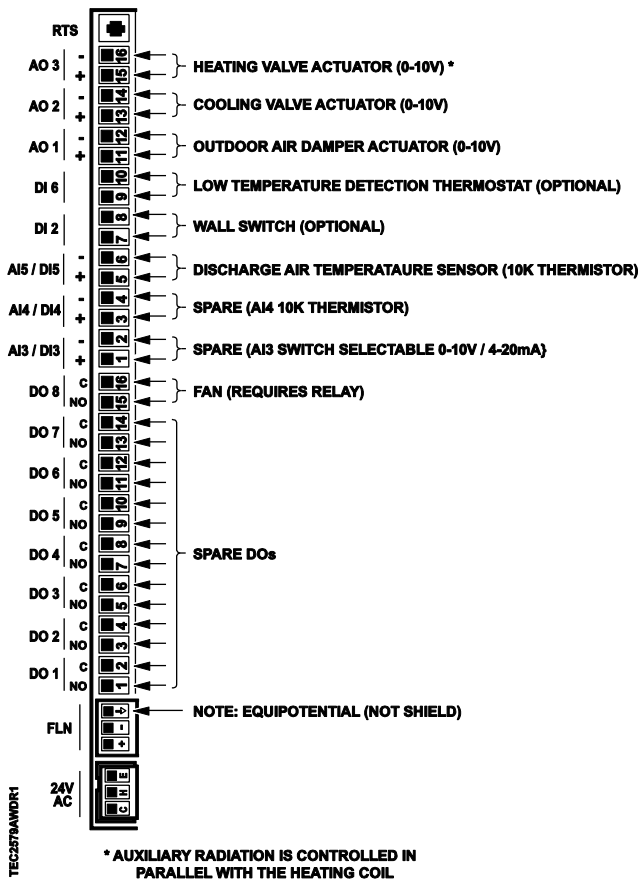 RTS
AO 3 - 16 HEATING VALVE ACTUATOR (0-10V) *
+ 15
AO 2 - 14 COOLING VALVE ACTUATOR (0-10V)
+ 13
AO 1 - 12 OUTDOOR AIR DAMPER ACTUATOR (0-10V)
+ 11
DI 6 10 LOW TEMPERATURE DETECTION THERMOSTAT (OPTIONAL)
9
DI 2 8 WALL SWITCH (OPTIONAL)
7
AI5 / DI5 - 6 DISCHARGE AIR TEMPERATAURE SENSOR (10K THERMISTOR)
+ 5
AI4 / DI4 - 4 SPARE (AI4 10K THERMISTOR)
+ 3
AI3 / DI3 - 2 SPARE (AI3 SWITCH SELECTABLE 0-10V / 4-20mA}
+ 1
DO 8 C 16 FAN (REQUIRES RELAY)
NO 15
DO 7 C 14
NO 13
DO 6 C 12
NO 11
DO 5 C 10
NO 9
DO 4 C 8 SPARE DOs
NO 7
DO 3 C 6
NO 5
DO 2 C 4
NO 3
DO 1 C 2
NO 1
NOTE: EQUIPOTENTIAL (NOT SHIELD)
FLN -
+
24V AC E
H
C
TEC2579AWDR1
* AUXILIARY RADIATION IS CONTROLLED IN
PARALLEL WITH THE HEATING COIL